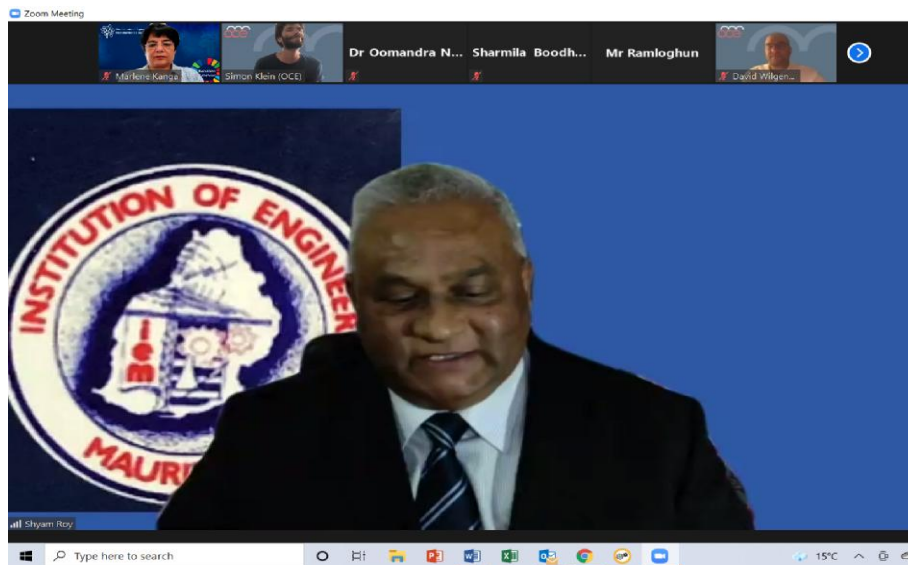 Zoom Meeting
Marlene Kanga
Simon Klein (OCE)
Dr Oomandra N...
Sharmila Boodh...
Mr Ramloghun
David Wilgen...
INSTITUTION OF ENGINEER
iem
MAURI
Shyam Roy
Type here to search
15°C